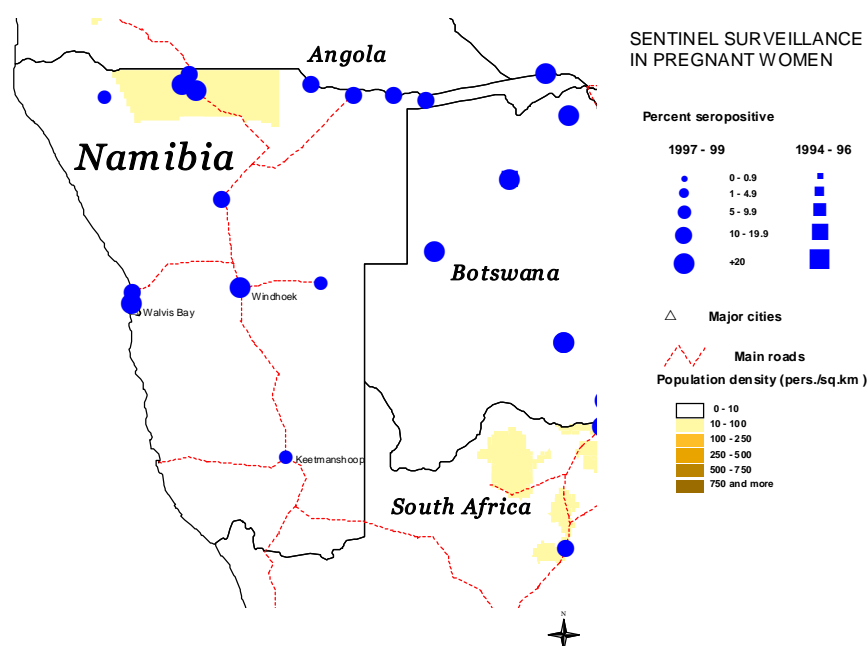 Angola
Namibia
Botswana
Windhoek
Walvis Bay
Keetmanshoop
South Africa
SENTINEL SURVEILLANCE
IN PREGNANT WOMEN
Percent seropositive
1997 - 99 1994 - 96
0 - 0.9
1 - 4.9
5 - 9.9
10 - 19.9
+20
Major cities
Main roads
Population density (pers./sq.km )
0 - 10
10 - 100
100 - 250
250 - 500
500 - 750
750 and more
N